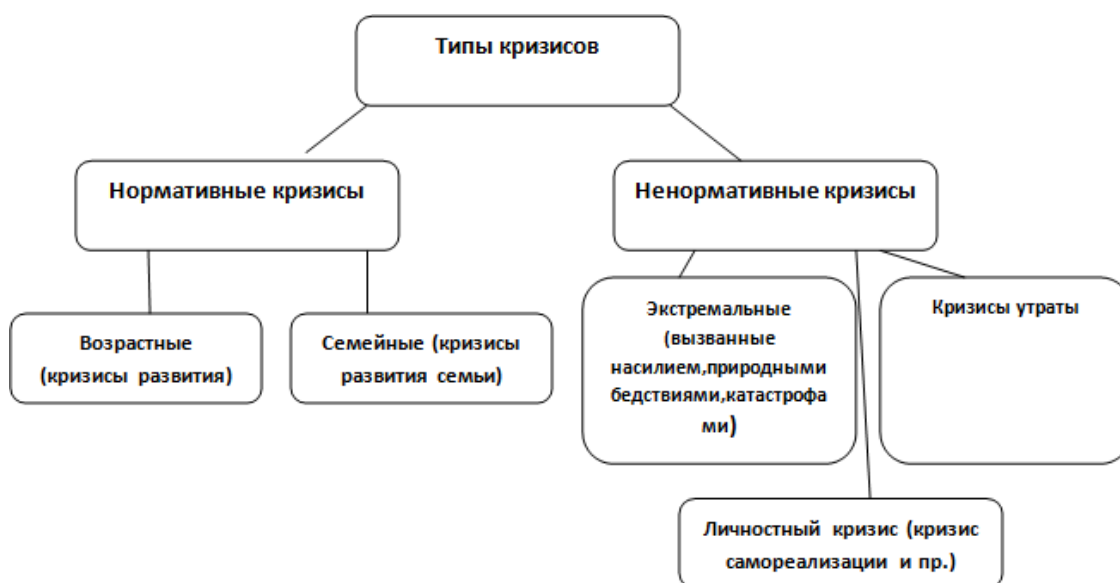 Типы кризисов
Нормативные кризисы
Ненормативные кризисы
Возрастные
(кризисы развития)
Семейные (кризисы
развития семьи)
Экстремальные
(вызванные
насилием,природными
бедствиями,катастрофа
ми)
Кризисы утраты
Личностный кризис (кризис
самореализации и пр.)